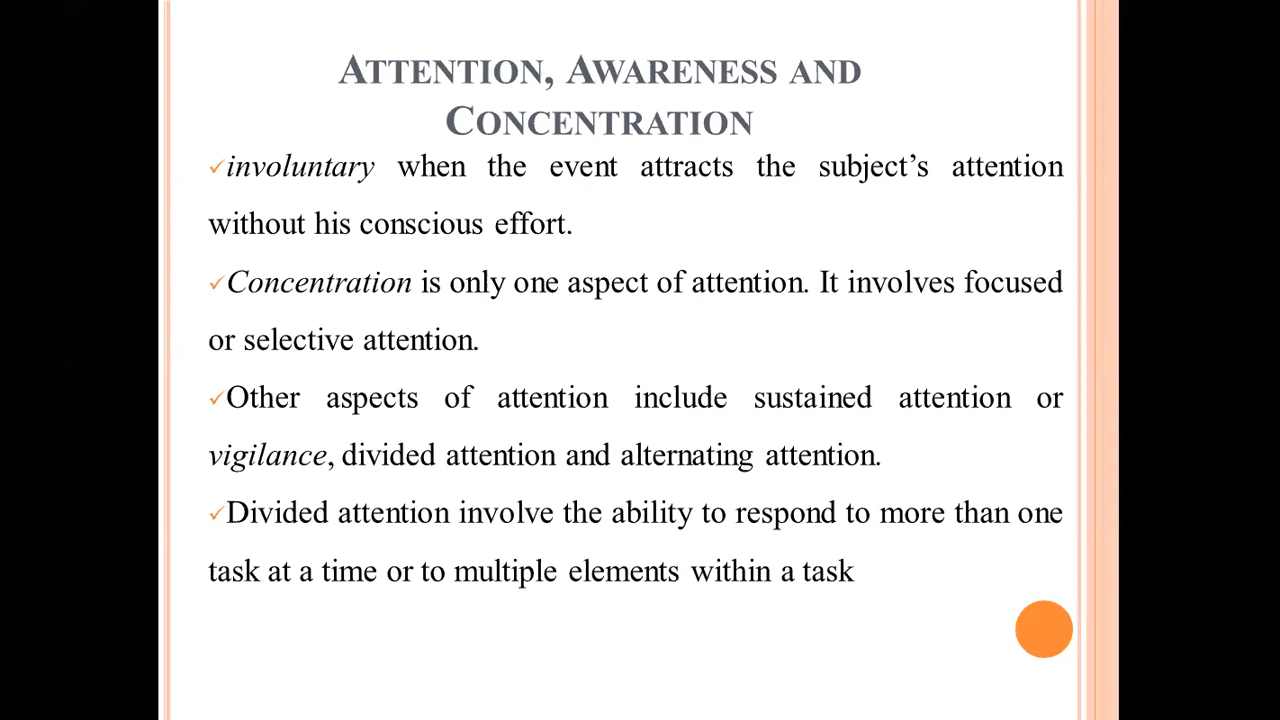 ATTENTION, AWARENESS AND
CONCENTRATION
✓involuntary when the event attracts the subject’s attention
without his conscious effort.
✓Concentration is only one aspect of attention. It involves focused
or selective attention.
✓Other aspects of attention include sustained attention or
vigilance, divided attention and alternating attention.
✓Divided attention involve the ability to respond to more than one
task at a time or to multiple elements within a task